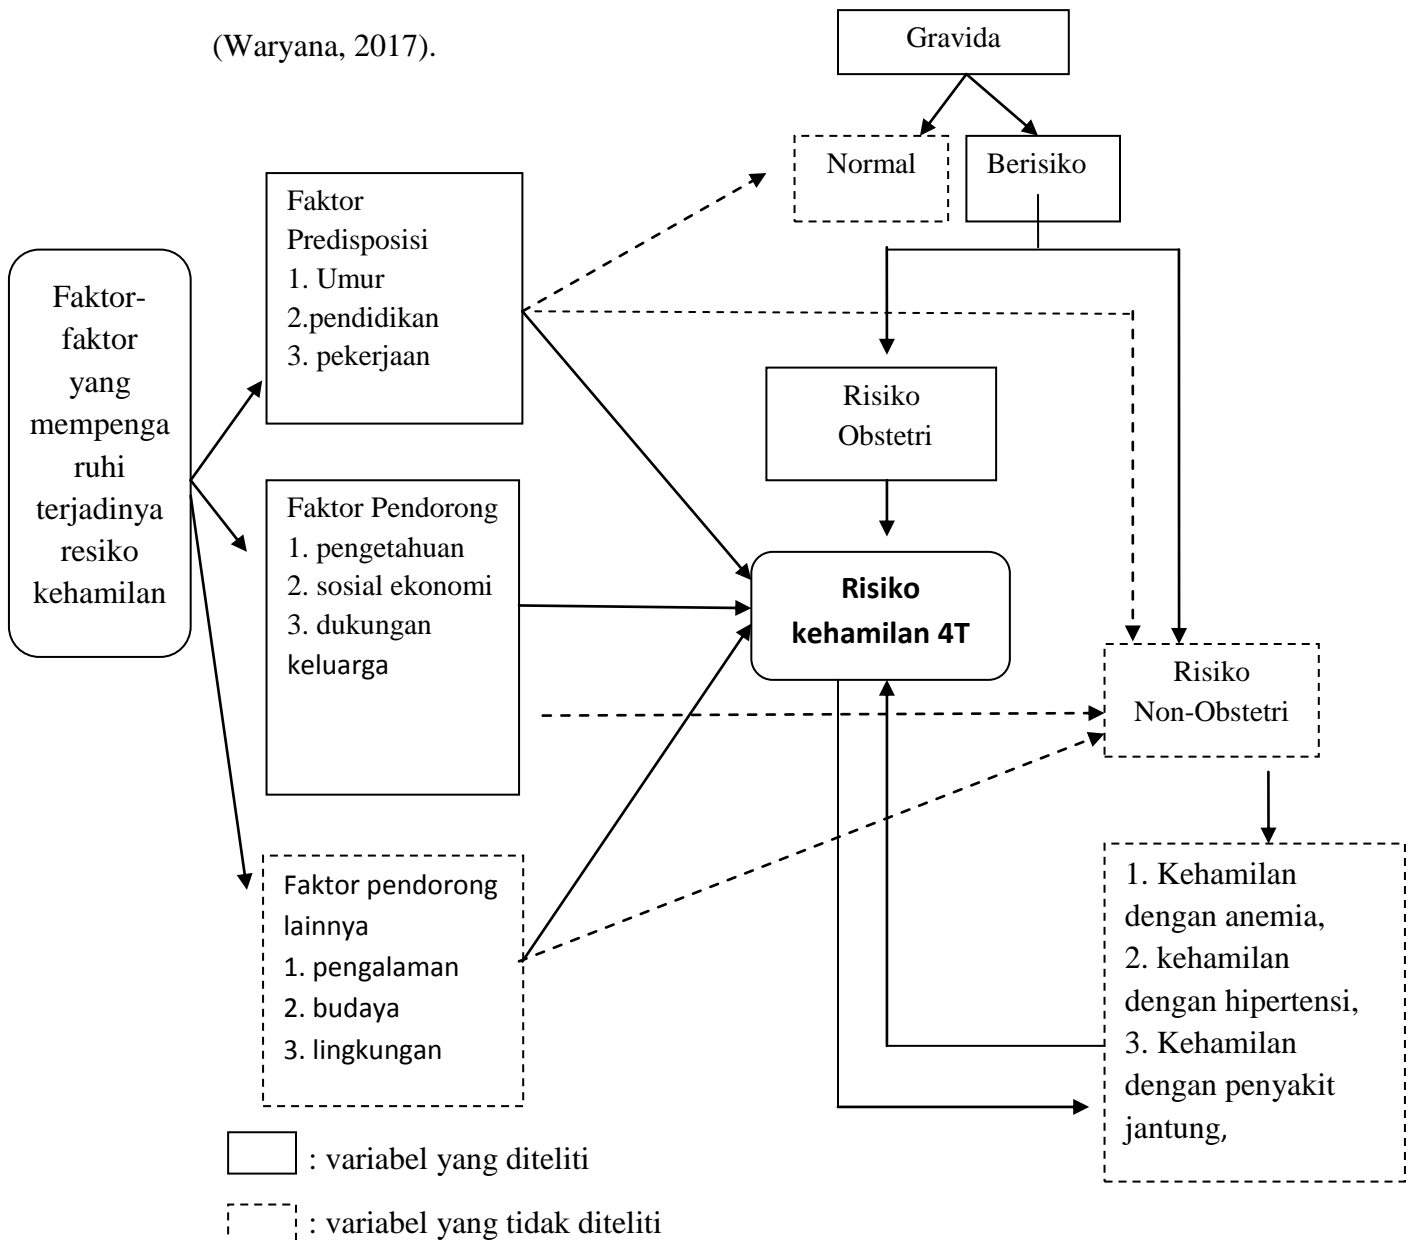 (Waryana, 2017).
Gravida
Normal
Berisiko
Faktor
Predisposisi
1. Umur
2.pendidikan
3. pekerjaan
Faktor-
faktor
yang
mempenga
ruhi
terjadinya
resiko
kehamilan
Risiko
Obstetri
Faktor Pendorong
1. pengetahuan
2. sosial ekonomi
3. dukungan
keluarga
Risiko
kehamilan 4T
Risiko
Non-Obstetri
Faktor pendorong
lainnya
1. pengalaman
2. budaya
3. lingkungan
1. Kehamilan
dengan anemia,
2. kehamilan
dengan hipertensi,
3. Kehamilan
dengan penyakit
jantung,
: variabel yang diteliti
: variabel yang tidak diteliti